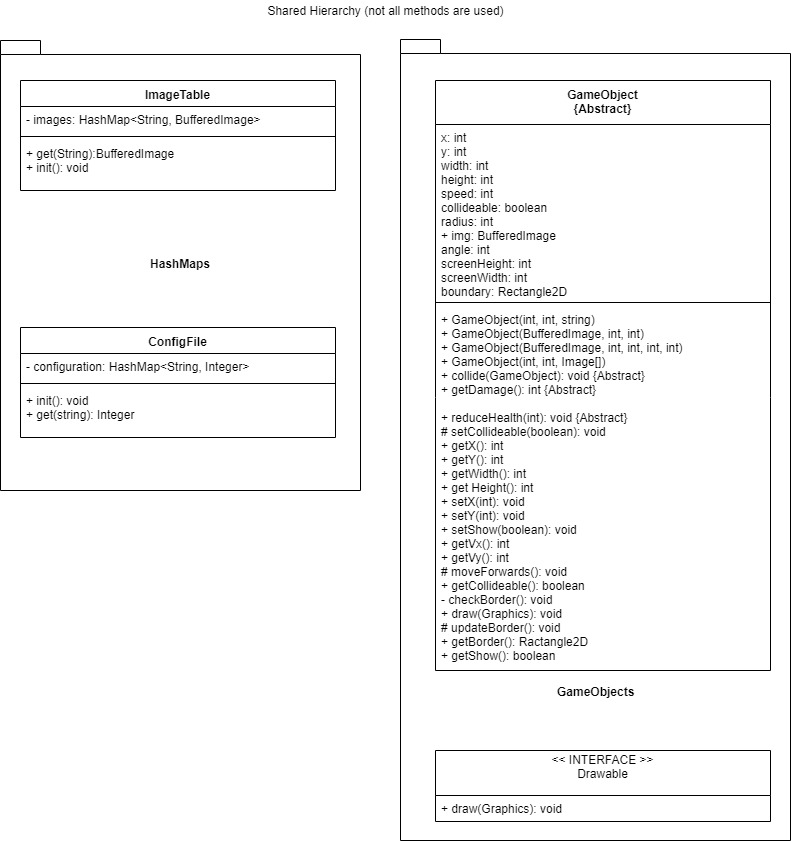 Shared Hierarchy (not all methods are used)
ImageTable
- images: HashMap<String, BufferedImage>
+ get(String):BufferedImage
+ init(): void
HashMaps
ConfigFile
- configuration: HashMap<String, Integer>
+ init(): void
+ get(string): Integer
GameObject
{Abstract}
x: int
y: int
width: int
height: int
speed: int
collideable: boolean
radius: int
+ img: BufferedImage
angle: int
screenHeight: int
screenWidth: int
boundary: Rectangle2D
+ GameObject(int, int, string)
+ GameObject(BufferedImage, int, int)
+ GameObject(BufferedImage, int, int, int, int)
+ GameObject(int, int, Image[])
+ collide(GameObject): void {Abstract}
+ getDamage(): int {Abstract}
+ reduceHealth(int): void {Abstract}
# setCollideable(boolean): void
+ getX(): int
+ getY(): int
+ getWidth(): int
+ get Height(): int
+ setX(int): void
+ setY(int): void
+ setShow(boolean): void
+ getVx(): int
+ getVy(): int
# moveForwards(): void
+ getCollideable(): boolean
- checkBorder(): void
+ draw(Graphics): void
# updateBorder(): void
+ getBorder(): Ractangle2D
+ getShow(): boolean
GameObjects
<< INTERFACE >>
Drawable
+ draw(Graphics): void